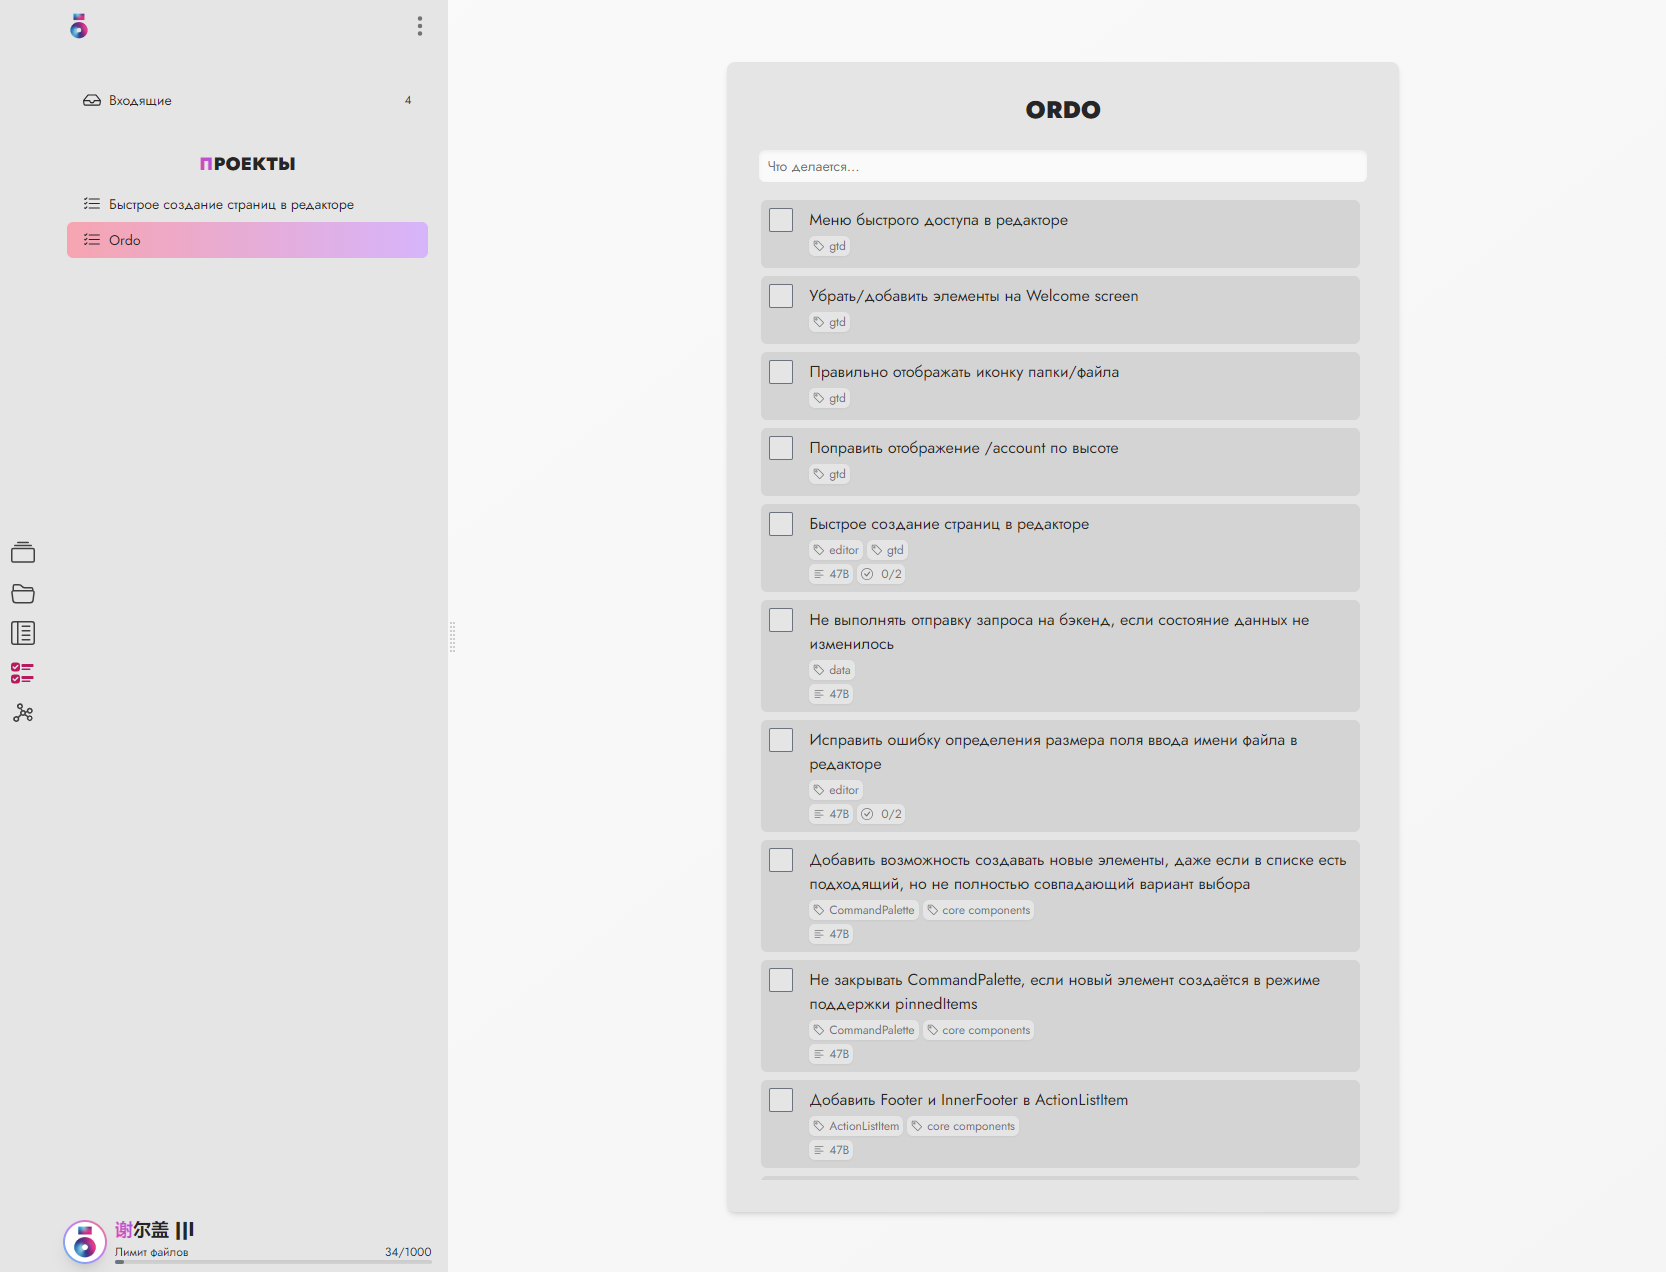 Входящие 4
ПРОЕКТЫ
Быстрое создание страниц в редакторе
Ordo
谢尔盖 |||
Лимит файлов 34/1000
ORDO
Что делается...
Меню быстрого доступа в редакторе
gtd
Убрать/добавить элементы на Welcome screen
gtd
Правильно отображать иконку папки/файла
gtd
Поправить отображение /account по высоте
gtd
Быстрое создание страниц в редакторе
editor gtd
47B 0/2
Не выполнять отправку запроса на бэкенд, если состояние данных не
изменилось
data
47B
Исправить ошибку определения размера поля ввода имени файла в
редакторе
editor
47B 0/2
Добавить возможность создавать новые элементы, даже если в списке есть
подходящий, но не полностью совпадающий вариант выбора
CommandPalette core components
47B
Не закрывать CommandPalette, если новый элемент создаётся в режиме
поддержки pinnedItems
CommandPalette core components
47B
Добавить Footer и InnerFooter в ActionListItem
ActionListItem core components
47B